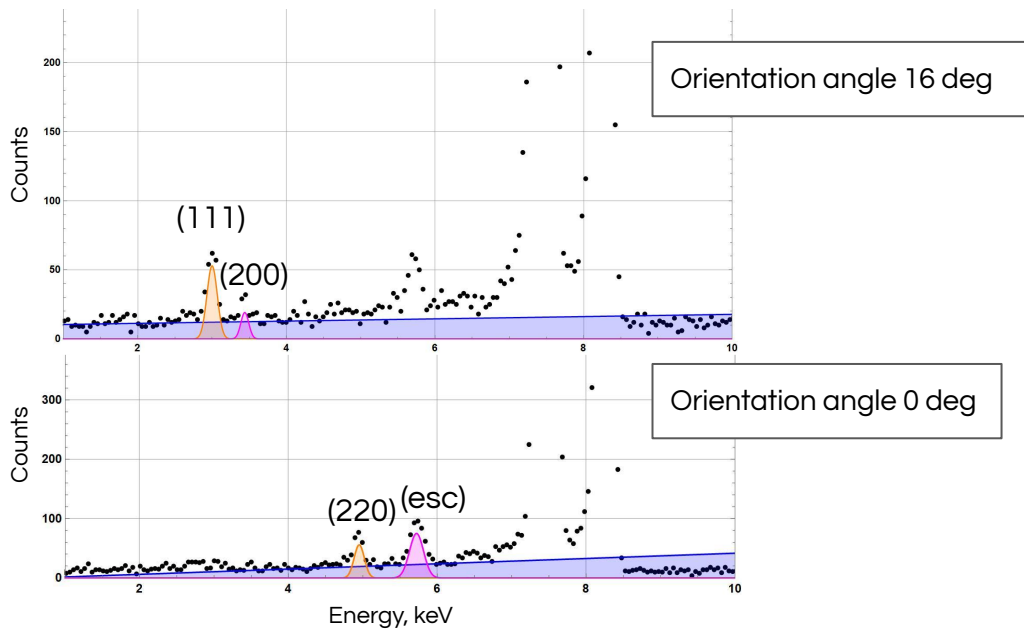 200
150
100
50
0
Counts
(111)
(200)
Orientation angle 16 deg
2 4 6 8 10
300
200
100
0
Counts
(220)
(esc)
Orientation angle 0 deg
2 4 6 8 10
Energy, keV